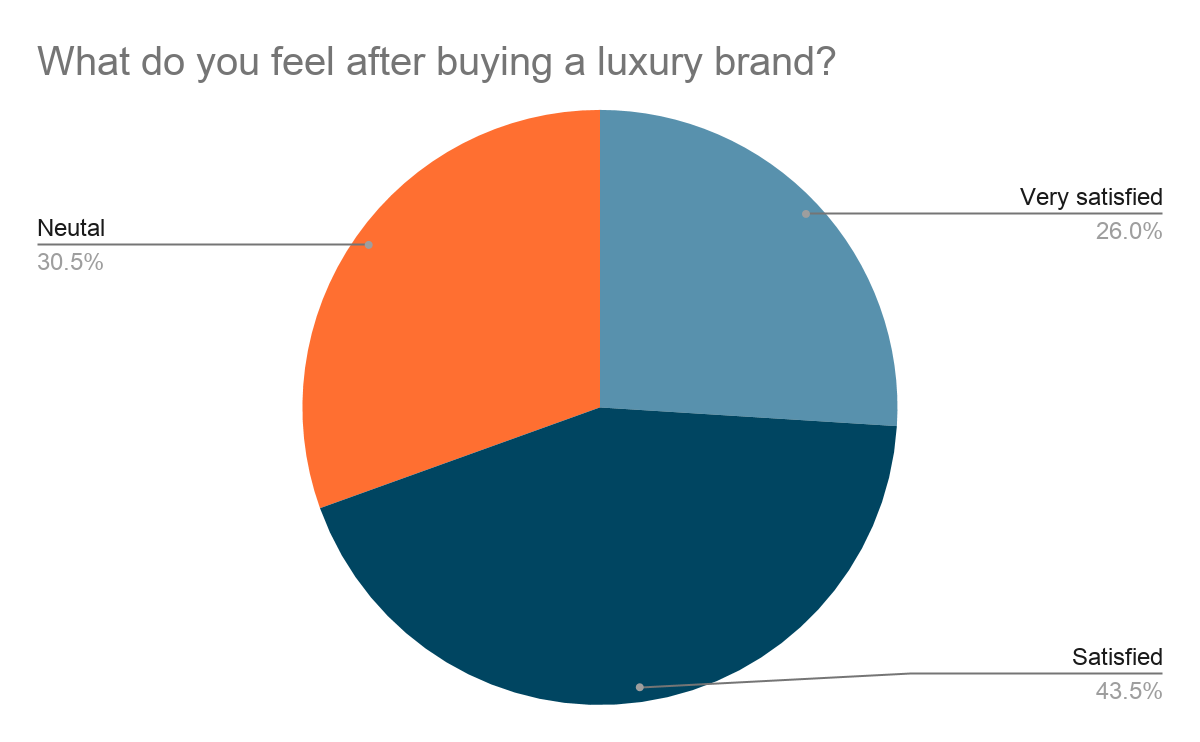 What do you feel after buying a luxury brand?
Very satisfied
26.0%
Neutal
30.5%
Satisfied
43.5%